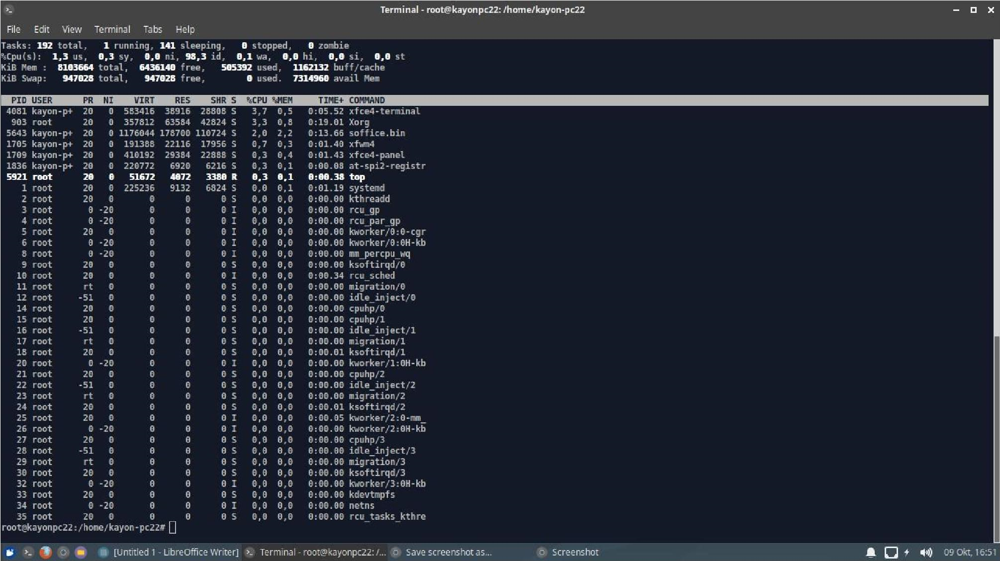 Terminal - root@kayonpc22: /home/kayon-pc22
File Edit View Terminal Tabs Help
Tasks: 192 total, 1 running, 141 sleeping, 0 stopped, 0 zombie
%Cpu(s): 1,3 us, 0,3 sy, 0,0 ni, 98,3 id, 0,1 wa, 0,0 hi, 0,0 si, 0,0 st
KiB Mem : 8103664 total, 6436140 free, 505392 used, 1162132 buff/cache
KiB Swap: 947028 total, 947028 free, 0 used. 7314960 avail Mem
PID USER PR NI VIRT RES SHR S %CPU %MEM TIME+ COMMAND
4081 kayon-p+ 20 0 583416 38916 28808 S 3,7 0,5 0:05.52 xfce4-terminal
903 root 20 0 357812 63584 42824 S 3,3 0,8 0:19.01 Xorg
5643 kayon-p+ 20 0 1176044 178700 110724 S 2,0 2,2 0:13.66 soffice.bin
1705 kayon-p+ 20 0 191388 22116 17956 S 0,7 0,3 0:01.40 xfwm4
1709 kayon-p+ 20 0 410192 29384 22888 S 0,3 0,4 0:01.43 xfce4-panel
1836 kayon-p+ 20 0 220772 6920 6216 S 0,3 0,1 0:00.08 at-spi2-registr
5921 root 20 0 51672 4072 3380 R 0,3 0,1 0:00.38 top
1 root 20 0 225236 9132 6824 S 0,0 0,1 0:01.19 systemd
2 root 20 0 0 0 0 S 0,0 0,0 0:00.00 kthreadd
3 root 0 -20 0 0 0 I 0,0 0,0 0:00.00 rcu_gp
4 root 0 -20 0 0 0 I 0,0 0,0 0:00.00 rcu_par_gp
5 root 20 0 0 0 0 I 0,0 0,0 0:00.00 kworker/0:0-cgr
6 root 0 -20 0 0 0 I 0,0 0,0 0:00.00 kworker/0:0H-kb
8 root 0 -20 0 0 0 I 0,0 0,0 0:00.00 mm_percpu_wq
9 root 20 0 0 0 0 S 0,0 0,0 0:00.00 ksoftirqd/0
10 root 20 0 0 0 0 I 0,0 0,0 0:00.34 rcu_sched
11 root rt 0 0 0 0 S 0,0 0,0 0:00.00 migration/0
12 root -51 0 0 0 0 S 0,0 0,0 0:00.00 idle_inject/0
14 root 20 0 0 0 0 S 0,0 0,0 0:00.00 cpuhp/0
15 root 20 0 0 0 0 S 0,0 0,0 0:00.00 cpuhp/1
16 root -51 0 0 0 0 S 0,0 0,0 0:00.00 idle_inject/1
17 root rt 0 0 0 0 S 0,0 0,0 0:00.00 migration/1
18 root 20 0 0 0 0 S 0,0 0,0 0:00.01 ksoftirqd/1
20 root 0 -20 0 0 0 I 0,0 0,0 0:00.00 kworker/1:0H-kb
21 root 20 0 0 0 0 S 0,0 0,0 0:00.00 cpuhp/2
22 root -51 0 0 0 0 S 0,0 0,0 0:00.00 idle_inject/2
23 root rt 0 0 0 0 S 0,0 0,0 0:00.00 migration/2
24 root 20 0 0 0 0 S 0,0 0,0 0:00.01 ksoftirqd/2
25 root 20 0 0 0 0 I 0,0 0,0 0:00.05 kworker/2:0-mm_
26 root 0 -20 0 0 0 I 0,0 0,0 0:00.00 kworker/2:0H-kb
27 root 20 0 0 0 0 S 0,0 0,0 0:00.00 cpuhp/3
28 root -51 0 0 0 0 S 0,0 0,0 0:00.00 idle_inject/3
29 root rt 0 0 0 0 S 0,0 0,0 0:00.00 migration/3
30 root 20 0 0 0 0 S 0,0 0,0 0:00.00 ksoftirqd/3
32 root 0 -20 0 0 0 I 0,0 0,0 0:00.00 kworker/3:0H-kb
33 root 20 0 0 0 0 S 0,0 0,0 0:00.00 kdevtmpfs
34 root 0 -20 0 0 0 I 0,0 0,0 0:00.00 netns
35 root 20 0 0 0 0 S 0,0 0,0 0:00.00 rcu_tasks_kthre
root@kayonpc22:/home/kayon-pc22#
[Untitled 1 - LibreOffice Writer] Terminal - root@kayonpc22: /... Save screenshot as... Screenshot 09 Okt, 16:51